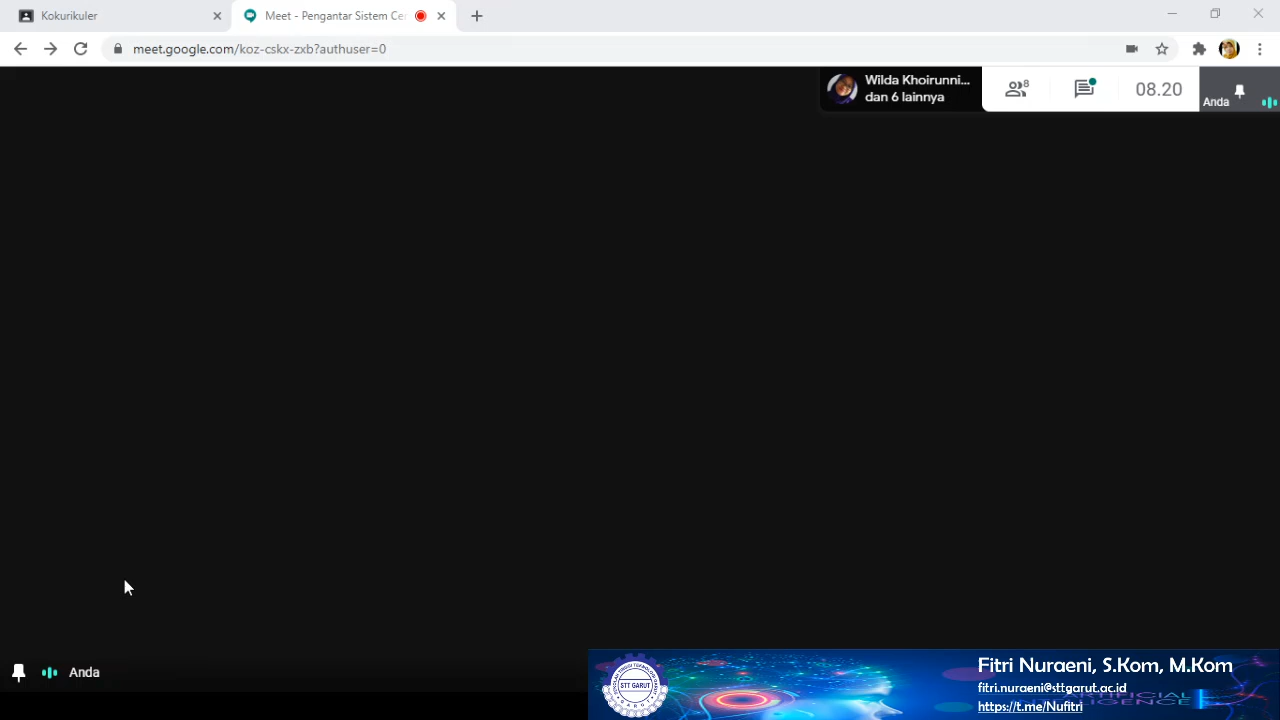 Kokurikuler
Meet - Pengantar Sistem Ce
meet.google.com/koz-cskx-zxb?authuser=0
Wilda Khoirunni...
dan 6 lainnya
8
08.20
Anda
Anda
STT GARUT
Fitri Nuraeni, S.Kom, M.Kom
fitri.nuraeni@sttgarut.ac.id
https://t.me/Nufitri